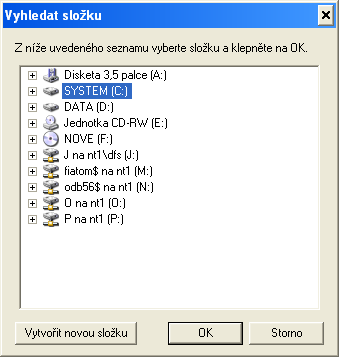 Vyhledat složku
Z níže uvedeného seznamu vyberte složku a klepněte na OK.
Disketa 3,5 palce (A:)
SYSTEM (C:)
DATA (D:)
Jednotka CD-RW (E:)
NOVE (F:)
J na nt1\dfs (J:)
fiatom$ na nt1 (M:)
odb56$ na nt1 (N:)
O na nt1 (O:)
P na nt1 (P:)
Vytvořit novou složku
OK
Storno